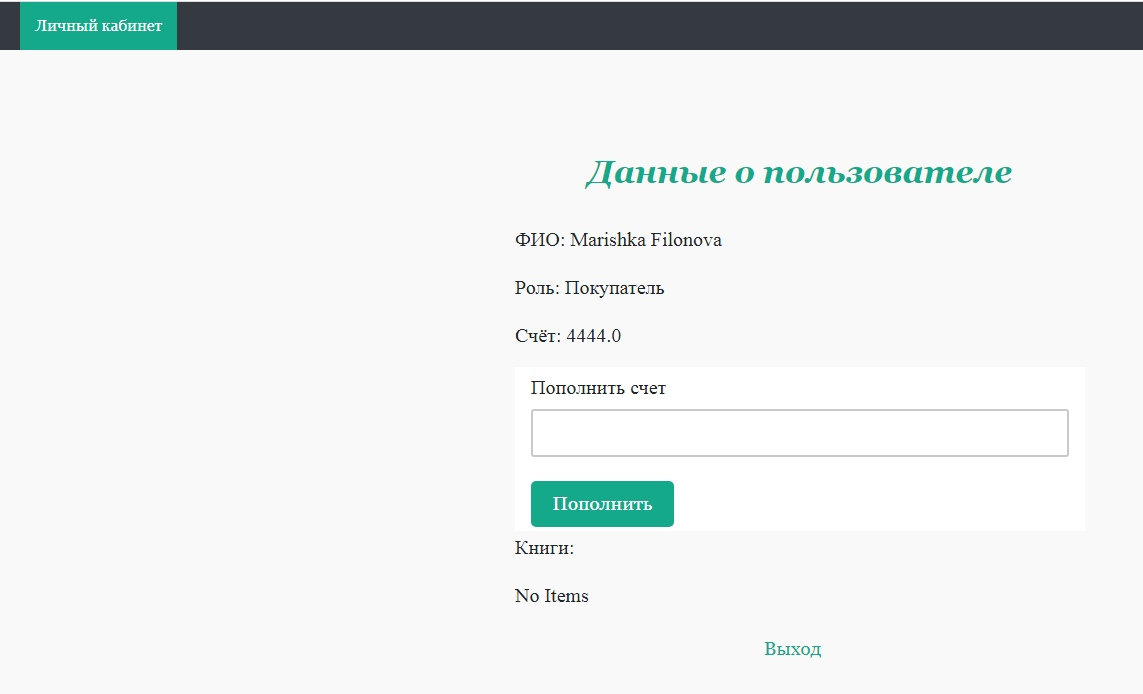 Личный кабинет
Данные о пользователе
ФИО: Marishka Filonova
Роль: Покупатель
Счёт: 4444.0
Пополнить счет
Пополнить
Книги:
No Items
Выход